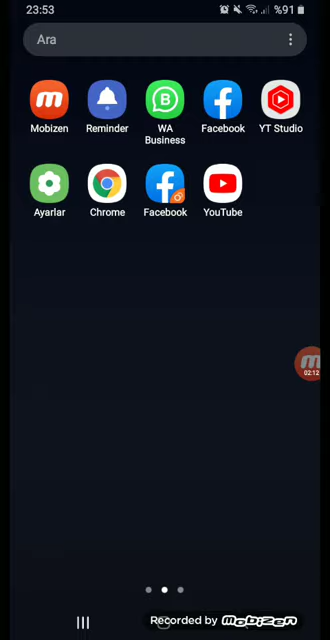 23:53
%91
Ara
Mobizen
Reminder
WA
Business
Facebook
YT Studio
Ayarlar
Chrome
Facebook
YouTube
02:12
Recorded by Mobizen